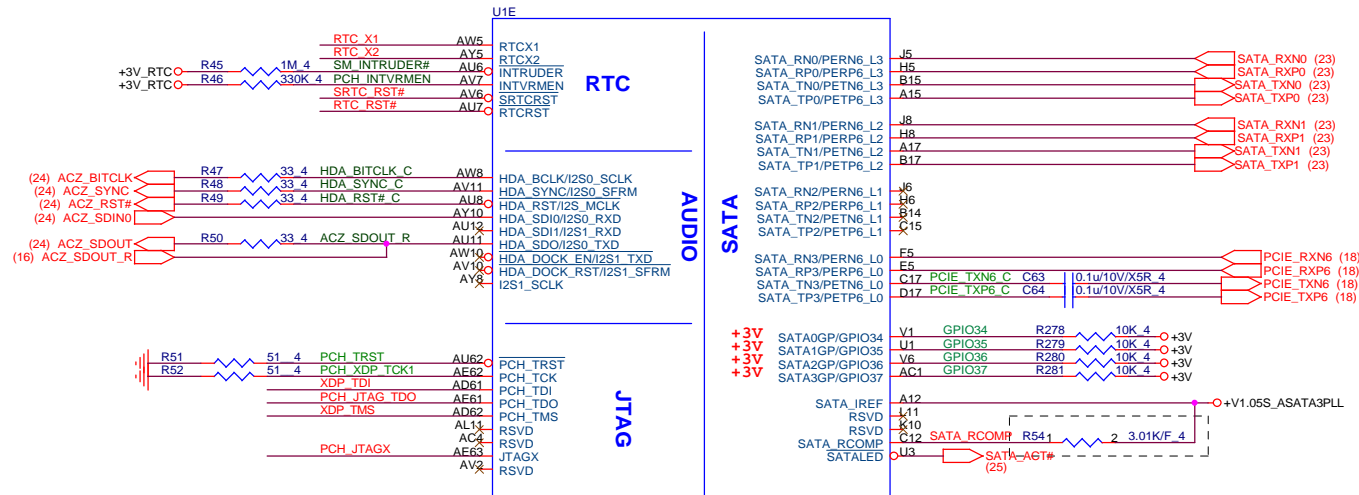 U1E
RTC_X1 AW5 RTCX1
RTC_X2 AY5 RTCX2
+3V_RTC R45 1M_4 SM_INTRUDER# AU6 INTRUDER
+3V_RTC R46 330K_4 PCH_INTVRMEN AV7 INTVRMEN
SRTC_RST# AV6 SRTCRST
RTC_RST# AU7 RTCRST
RTC
(24) ACZ_BITCLK R47 33_4 HDA_BITCLK_C AW8 HDA_BCLK/I2S0_SCLK
(24) ACZ_SYNC R48 33_4 HDA_SYNC_C AV11 HDA_SYNC/I2S0_SFRM
(24) ACZ_RST# R49 33_4 HDA_RST#_C AU8 HDA_RST/I2S_MCLK
(24) ACZ_SDIN0 AY10 HDA_SDI0/I2S0_RXD
AU12 HDA_SDI1/I2S1_RXD
(24) ACZ_SDOUT R50 33_4 ACZ_SDOUT_R AU11 HDA_SDO/I2S0_TXD
(16) ACZ_SDOUT_R AW10 HDA_DOCK_EN/I2S1_TXD
AV10 HDA_DOCK_RST/I2S1_SFRM
AY8 I2S1_SCLK
AUDIO
R51 51_4 PCH_TRST AU62 PCH_TRST
R52 51_4 PCH_XDP_TCK1 AE62 PCH_TCK
XDP_TDI AD61 PCH_TDI
PCH_JTAG_TDO AE61 PCH_TDO
XDP_TMS AD62 PCH_TMS
AL11 RSVD
AC4 RSVD
PCH_JTAGX AE63 JTAGX
AV2 RSVD
JTAG
SATA
SATA_RN0/PERN6_L3 J5 SATA_RXN0 (23)
SATA_RP0/PERP6_L3 H5 SATA_RXP0 (23)
SATA_TN0/PETN6_L3 B15 SATA_TXN0 (23)
SATA_TP0/PETP6_L3 A15 SATA_TXP0 (23)
SATA_RN1/PERN6_L2 J8 SATA_RXN1 (23)
SATA_RP1/PERP6_L2 H8 SATA_RXP1 (23)
SATA_TN1/PETN6_L2 A17 SATA_TXN1 (23)
SATA_TP1/PETP6_L2 B17 SATA_TXP1 (23)
SATA_RN2/PERN6_L1 J6
SATA_RP2/PERP6_L1 H6
SATA_TN2/PETN6_L1 B14
SATA_TP2/PETP6_L1 C15
SATA_RN3/PERN6_L0 F5 PCIE_RXN6 (18)
SATA_RP3/PERP6_L0 E5 PCIE_RXP6 (18)
SATA_TN3/PETN6_L0 C17 PCIE_TXN6_C C63 0.1u/10V/X5R_4 PCIE_TXN6 (18)
SATA_TP3/PETP6_L0 D17 PCIE_TXP6_C C64 0.1u/10V/X5R_4 PCIE_TXP6 (18)
+3V SATA0GP/GPIO34 V1 GPIO34 R278 10K_4 +3V
+3V SATA1GP/GPIO35 U1 GPIO35 R279 10K_4 +3V
+3V SATA2GP/GPIO36 V6 GPIO36 R280 10K_4 +3V
+3V SATA3GP/GPIO37 AC1 GPIO37 R281 10K_4 +3V
SATA_IREF A12 +V1.05S_ASATA3PLL
RSVD L11
RSVD K10
SATA_RCOMP C12 SATA_RCOMP R54 1 2 3.01K/F_4
SATALED U3 SATA_ACT#
(25)